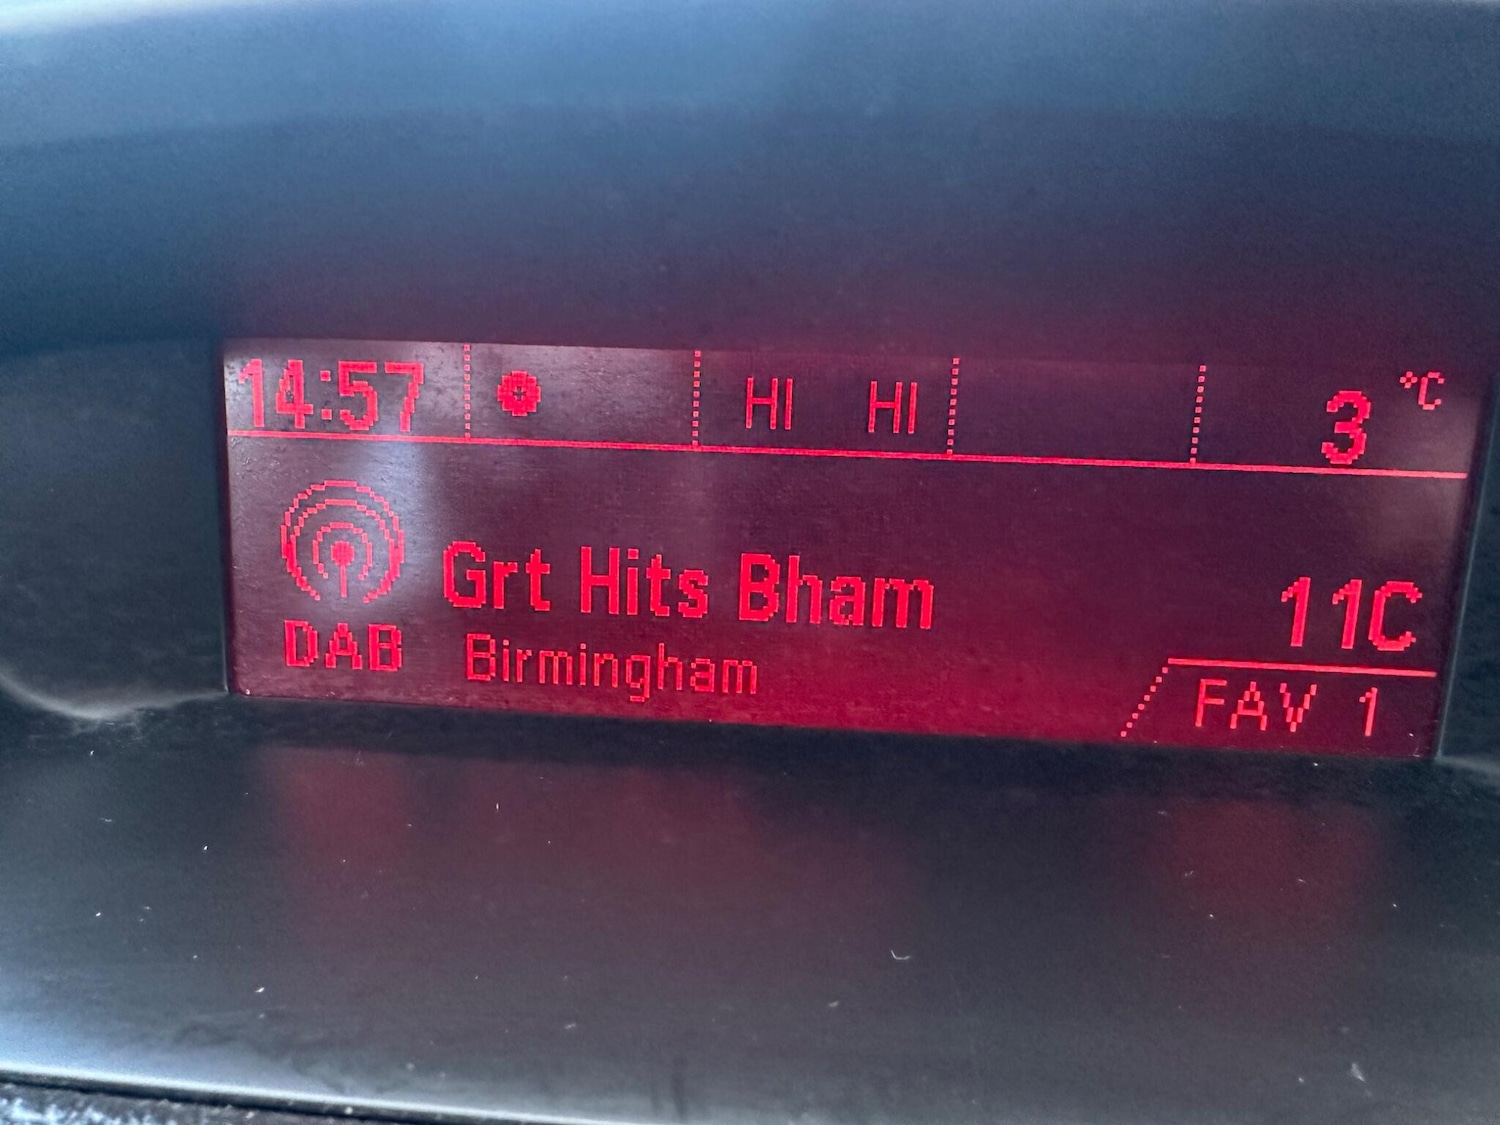 14:57 HI HI 3 °C
Grt Hits Bham 11C
DAB Birmingham FAV 1